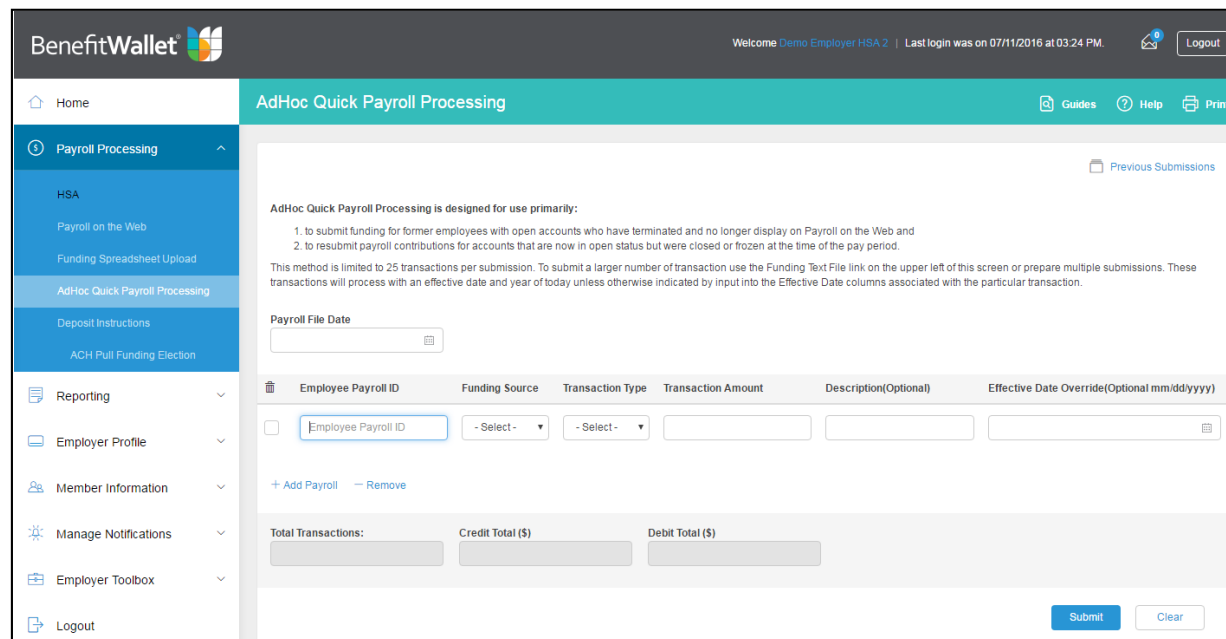 BenefitWallet®
Welcome Demo Employer HSA 2 | Last login was on 07/11/2016 at 03:24 PM.
0
Logout
Home
AdHoc Quick Payroll Processing
Guides
Help
Prin
Payroll Processing
HSA
Payroll on the Web
Funding Spreadsheet Upload
AdHoc Quick Payroll Processing
Deposit Instructions
ACH Pull Funding Election
Reporting
Employer Profile
Member Information
Manage Notifications
Employer Toolbox
Logout
Previous Submissions
AdHoc Quick Payroll Processing is designed for use primarily:
1. to submit funding for former employees with open accounts who have terminated and no longer display on Payroll on the Web and
2. to resubmit payroll contributions for accounts that are now in open status but were closed or frozen at the time of the pay period.
This method is limited to 25 transactions per submission. To submit a larger number of transaction use the Funding Text File link on the upper left of this screen or prepare multiple submissions. These
transactions will process with an effective date and year of today unless otherwise indicated by input into the Effective Date columns associated with the particular transaction.
Payroll File Date
Employee Payroll ID Funding Source Transaction Type Transaction Amount Description(Optional) Effective Date Override(Optional mm/dd/yyyy)
Employee Payroll ID - Select - - Select -
+ Add Payroll — Remove
Total Transactions: Credit Total ($) Debit Total ($)
Submit Clear